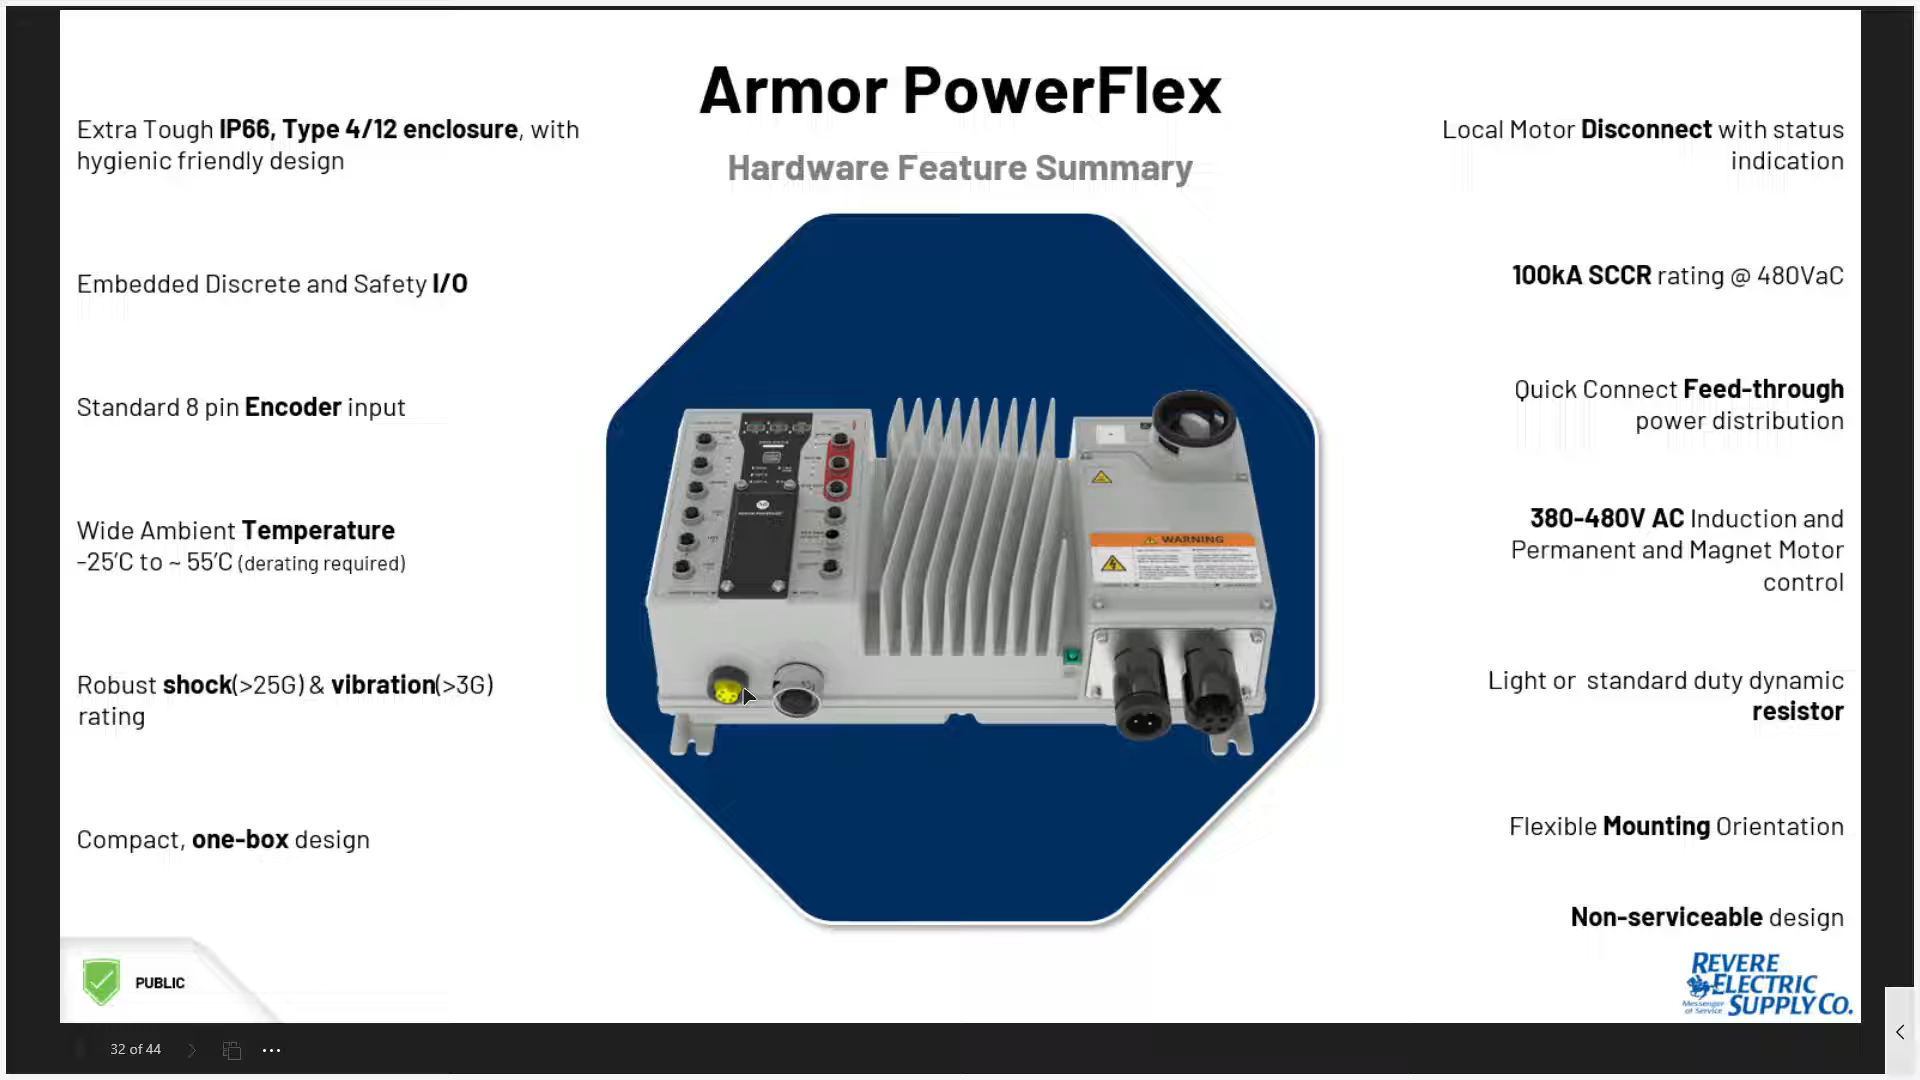 Armor PowerFlex
Hardware Feature Summary
Extra Tough IP66, Type 4/12 enclosure, with
hygienic friendly design
Embedded Discrete and Safety I/O
Standard 8 pin Encoder input
Wide Ambient Temperature
-25’C to ~ 55’C (derating required)
Robust shock(>25G) & vibration(>3G)
rating
Compact, one-box design
Local Motor Disconnect with status
indication
100kA SCCR rating @ 480VaC
Quick Connect Feed-through
power distribution
380-480V AC Induction and
Permanent and Magnet Motor
control
Light or standard duty dynamic
resistor
Flexible Mounting Orientation
Non-serviceable design
WARNING
PUBLIC
REVERE
ELECTRIC
SUPPLY CO.
Messenger
of Service
32 of 44